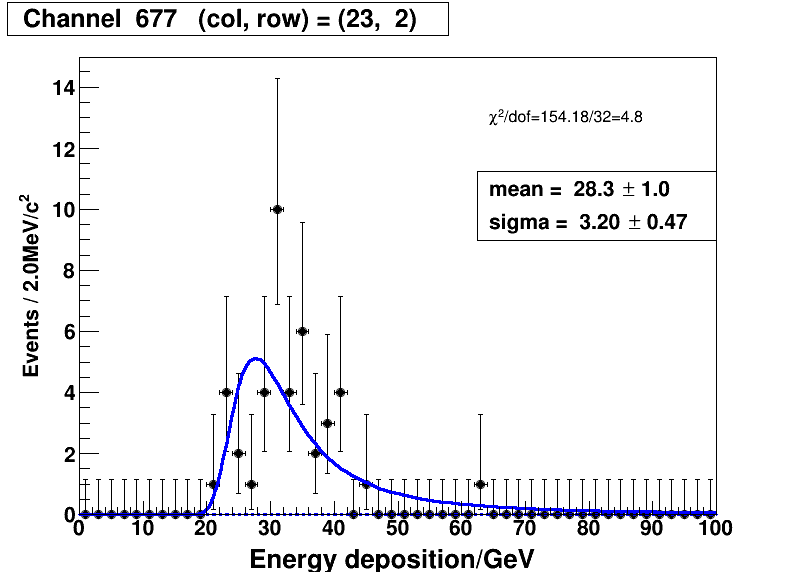 Channel 677 (col, row) = (23, 2)
χ²/dof=154.18/32=4.8
mean = 28.3 ± 1.0
sigma = 3.20 ± 0.47
Events / 2.0MeV/c²
14
12
10
8
6
4
2
0
0 10 20 30 40 50 60 70 80 90 100
Energy deposition/GeV